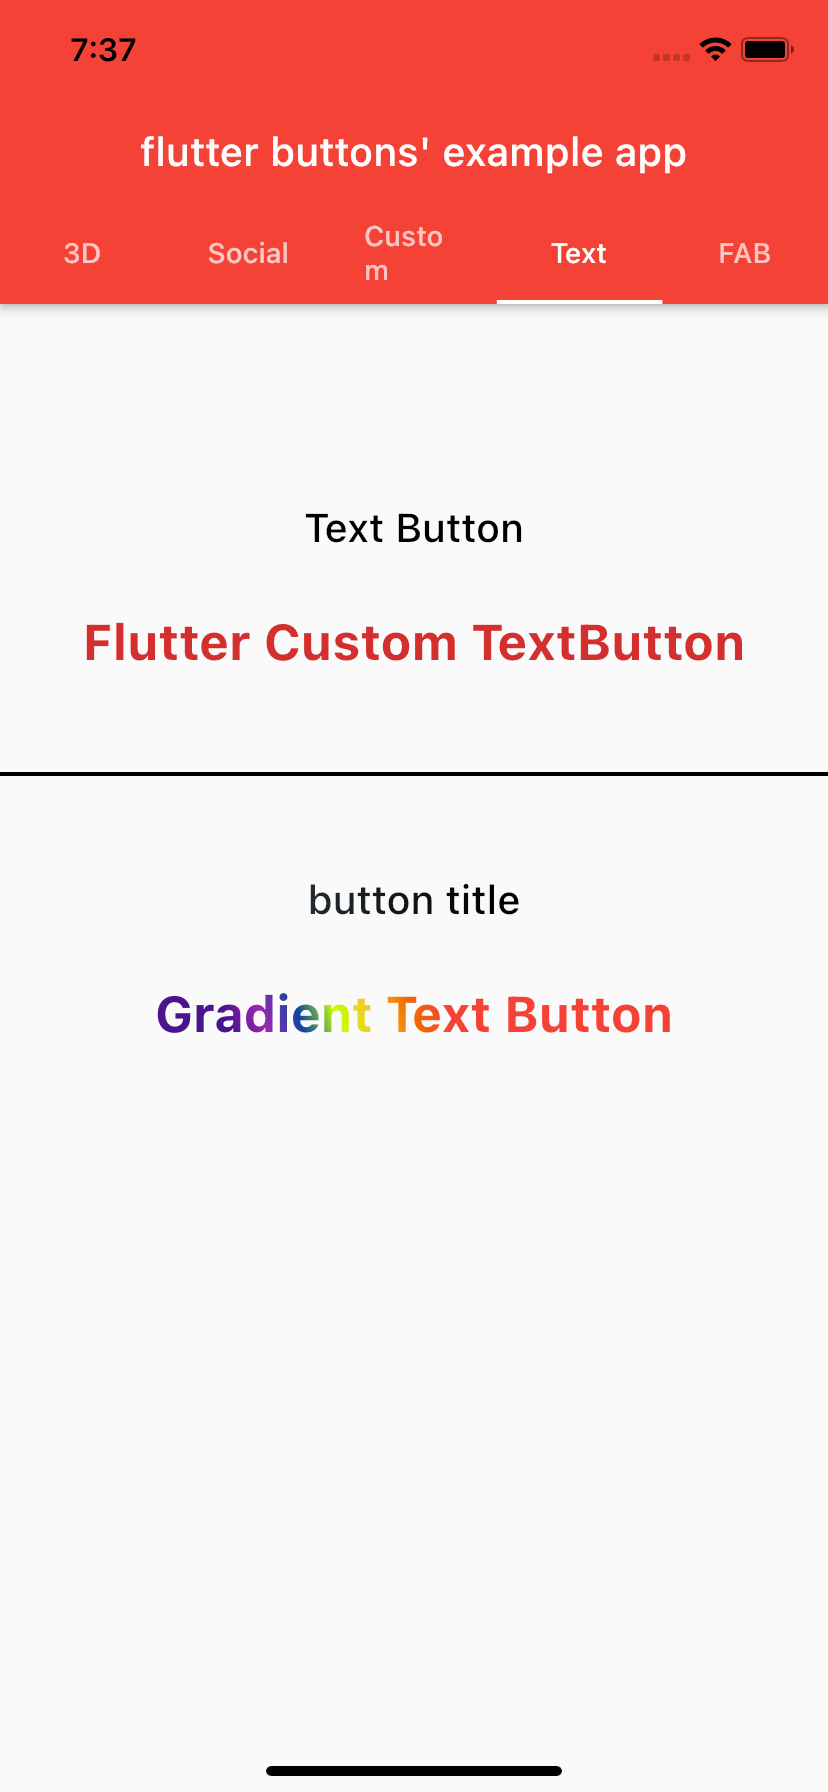 7:37
flutter buttons' example app
3D
Social
Custo
m
Text
FAB
Text Button
Flutter Custom TextButton
button title
Gradient Text Button